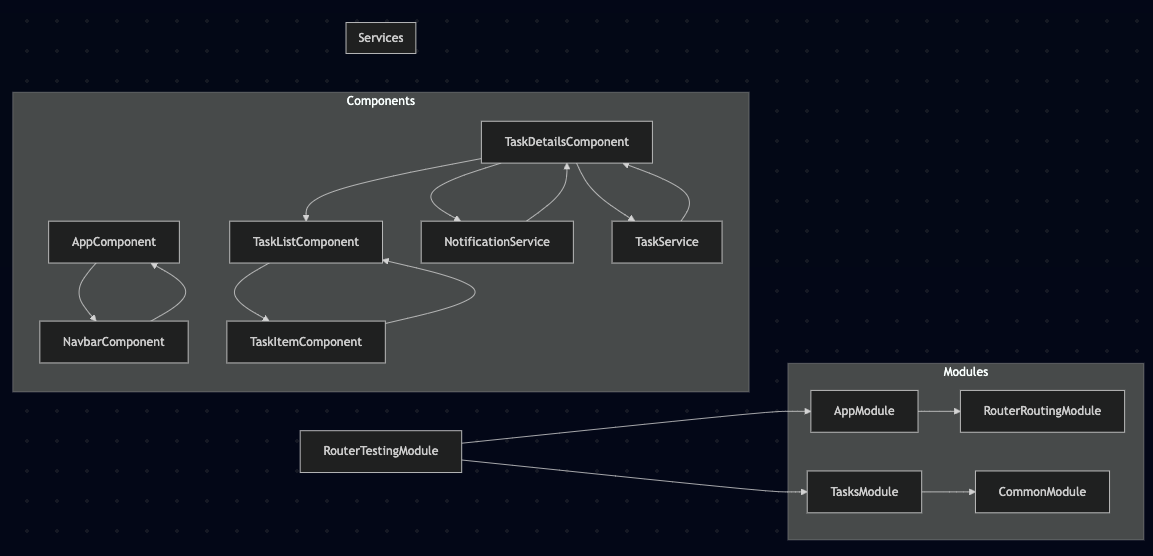 Services
Components
TaskDetailsComponent
AppComponent
TaskListComponent
NotificationService
TaskService
NavbarComponent
TaskItemComponent
Modules
AppModule
RouterRoutingModule
RouterTestingModule
TasksModule
CommonModule